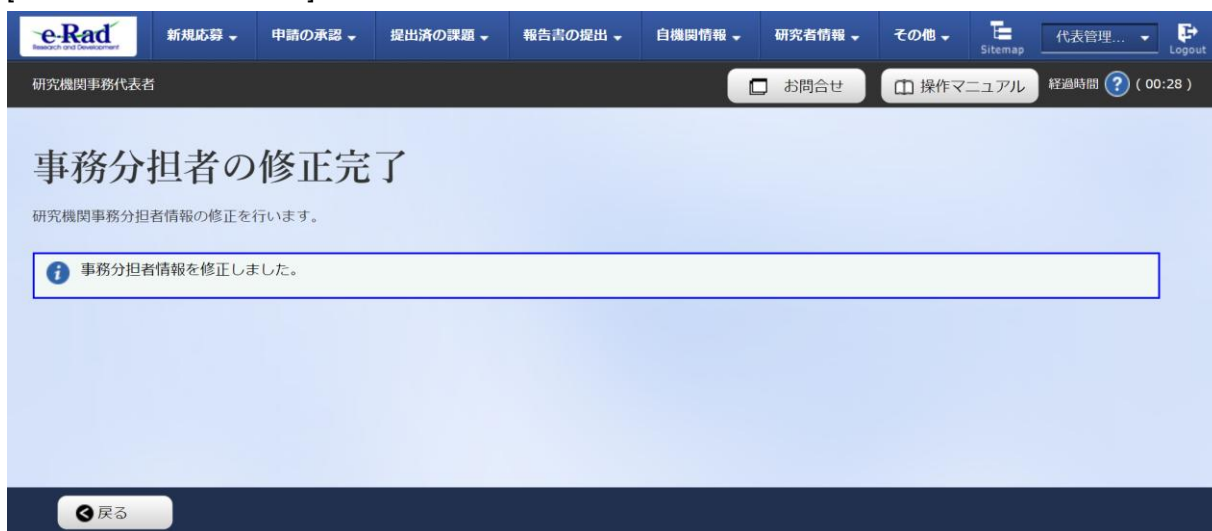 e-Rad
Research and Development
新規応募
申請の承認
提出済の課題
報告書の提出
自機関情報
研究者情報
その他
Sitemap
代表管理...
Logout
研究機関事務代表者
お問合せ
操作マニュアル
経過時間 ? ( 00:28 )
事務分担者の修正完了
研究機関事務分担者情報の修正を行います。
i 事務分担者情報を修正しました。
戻る